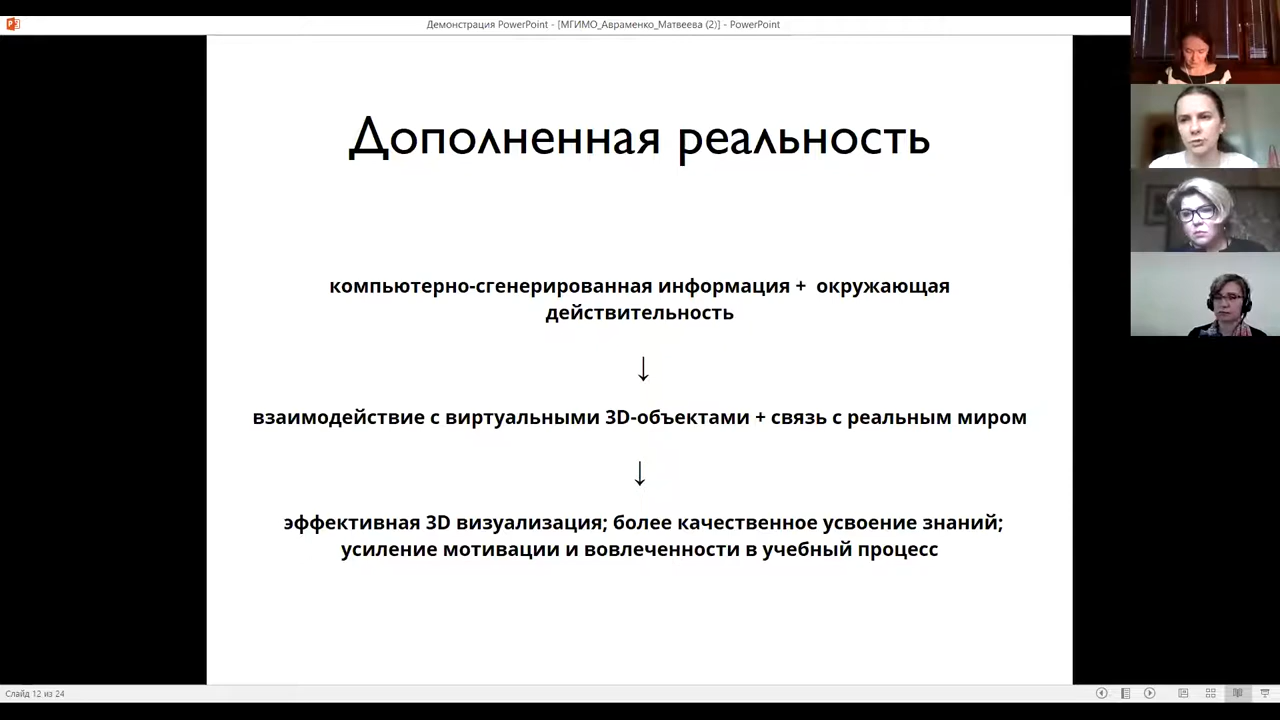 Демонстрация PowerPoint - [МГИМО_Авраменко_Матвеева (2)] - PowerPoint
Дополненная реальность
компьютерно-сгенерированная информация + окружающая
действительность
↓
взаимодействие с виртуальными 3D-объектами + связь с реальным миром
↓
эффективная 3D визуализация; более качественное усвоение знаний;
усиление мотивации и вовлеченности в учебный процесс
Слайд 12 из 24